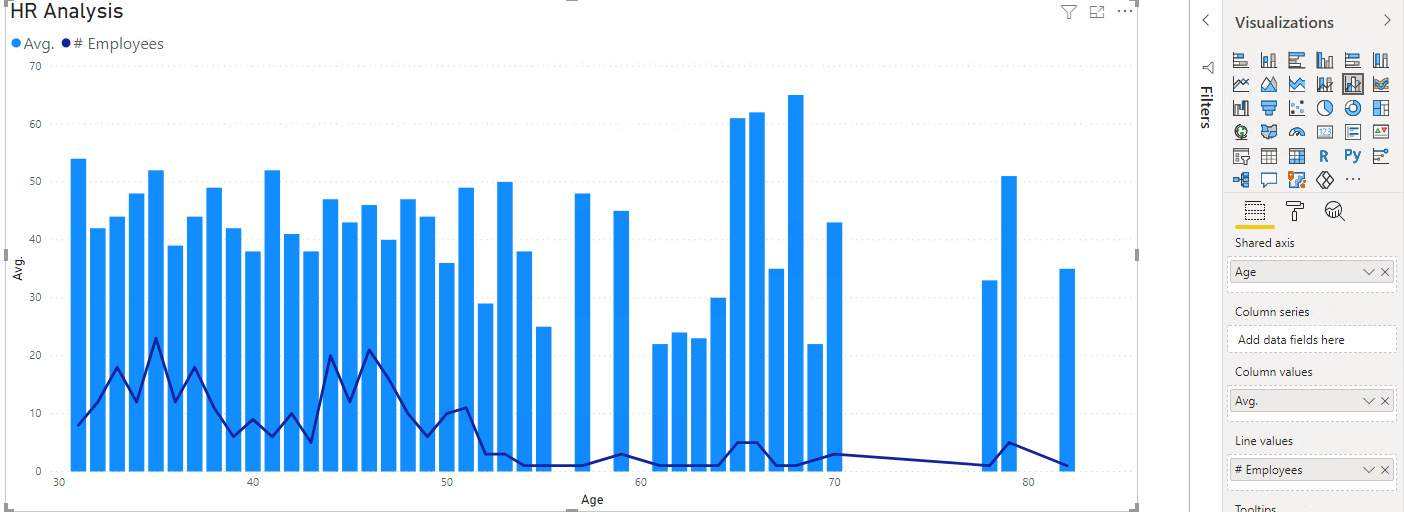 HR Analysis
Avg. # Employees
70
60
50
40
30
20
10
0
Avg.
30 40 50 60 70 80
Age
Filters
Visualizations
123
R
Py
Shared axis
Age
Column series
Add data fields here
Column values
Avg.
Line values
# Employees
Tooltips